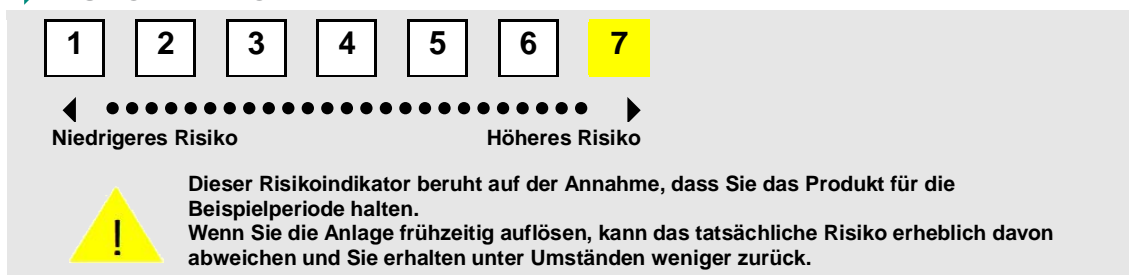 1 2 3 4 5 6 7
Niedrigeres Risiko Höheres Risiko
Dieser Risikoindikator beruht auf der Annahme, dass Sie das Produkt für die
Beispielperiode halten.
! Wenn Sie die Anlage frühzeitig auflösen, kann das tatsächliche Risiko erheblich davon
abweichen und Sie erhalten unter Umständen weniger zurück.